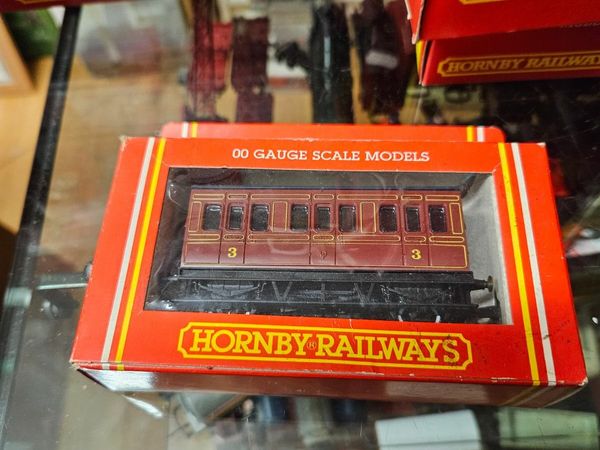 HORNBY RAILWAYS
00 GAUGE SCALE MODELS
3 3
HORNBY® RAILWAYS